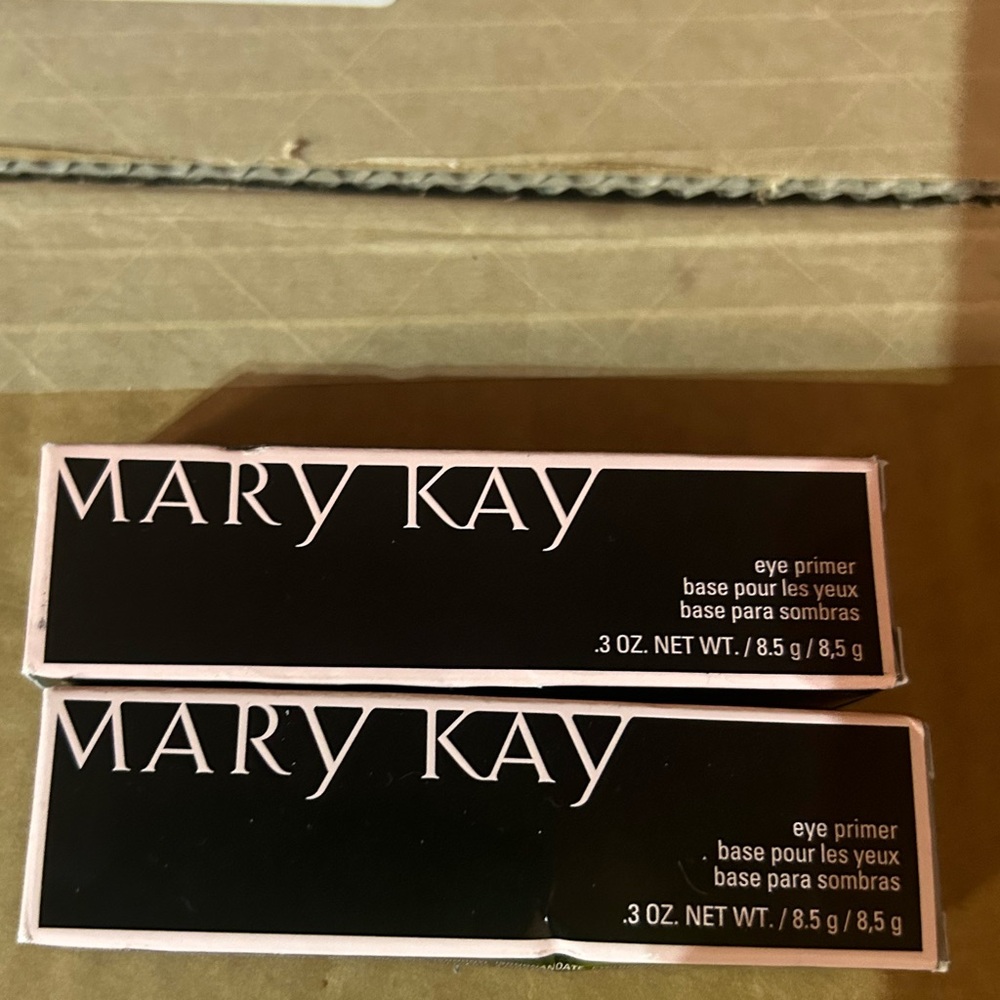 MARY KAY
eye primer
base pour les yeux
base para sombras
.3 OZ. NET WT. / 8.5 g / 8,5 g
MARY KAY
eye primer
base pour les yeux
base para sombras
.3 OZ. NET WT. / 8.5 g / 8,5 g